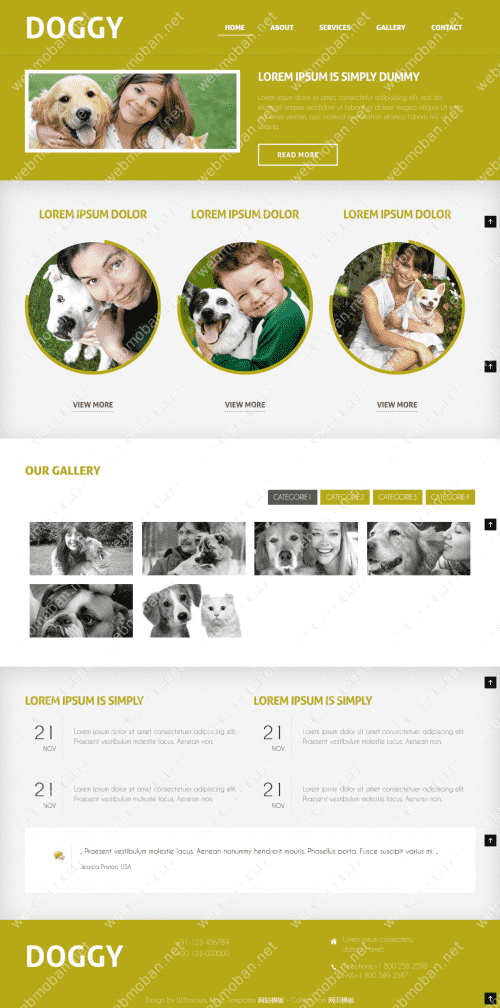 DOGGY
HOME ABOUT SERVICES GALLERY CONTACT
LOREM IPSUM IS SIMPLY DUMMY
Lorem ipsum dolor sit amet consectetur adipisicing elit sed do
eiusmod tempor incididunt ut labore et dolore magna aliqua. Ut enim
ad minim veniam, quis nostrud exercitation ullamco laboris nisi ut
aliquip.
READ MORE
LOREM IPSUM DOLOR LOREM IPSUM DOLOR LOREM IPSUM DOLOR
VIEW MORE VIEW MORE VIEW MORE
OUR GALLERY
CATEGORIE1 CATEGORIE2 CATEGORIE3 CATEGORIE4
LOREM IPSUM IS SIMPLY
21
NOV
Lorem ipsum dolor sit amet consectetuer adipiscing elit.
Praesent vestibulum molestie lacus. Aenean non.
21
NOV
Lorem ipsum dolor sit amet consectetuer adipiscing elit.
Praesent vestibulum molestie lacus. Aenean non.
LOREM IPSUM IS SIMPLY
21
NOV
Lorem ipsum dolor sit amet consectetuer adipiscing elit.
Praesent vestibulum molestie lacus. Aenean non.
21
NOV
Lorem ipsum dolor sit amet consectetuer adipiscing elit.
Praesent vestibulum molestie lacus. Aenean non.
„ Praesent vestibulum molestie lacus. Aenean nonummy hendrerit mauris. Phasellus porta. Fusce suscipit varius mi. „
Jessica Priston, USA
DOGGY
-123-456789
-123-000000
Lorem ipsum consectetu,
dolor sit amet,
Telephone:+1 800 258 2598
FAX:+1 800 589 2587
Design by Templates - Collect from
webmoban.net